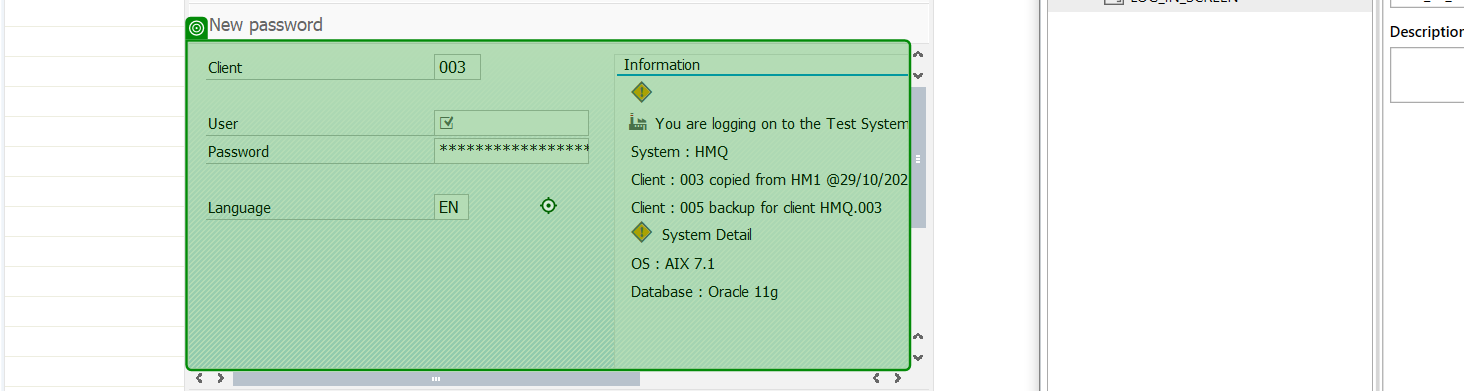 LOG_IN_SCREEN
New password
Description
Client 003
User
Password *****************
Language EN
Information
You are logging on to the Test System
System : HMQ
Client : 003 copied from HM1 @29/10/202
Client : 005 backup for client HMQ.003
System Detail
OS : AIX 7.1
Database : Oracle 11g